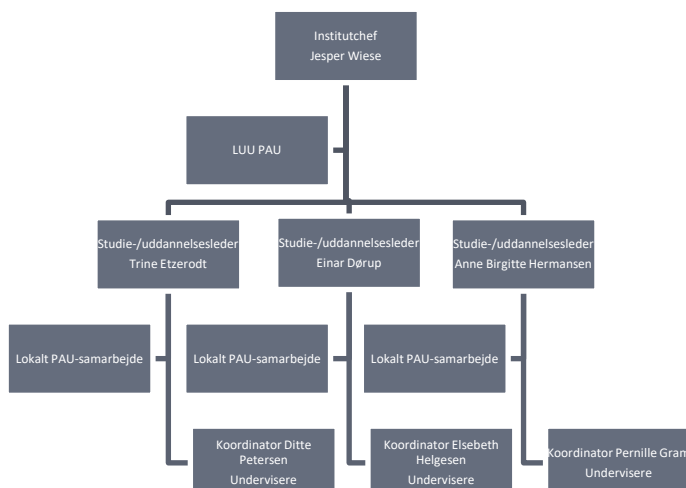 Institutchef
Jesper Wiese
LUU PAU
Studie-/uddannelsesleder
Trine Etzerodt
Studie-/uddannelsesleder
Einar Dørup
Studie-/uddannelsesleder
Anne Birgitte Hermansen
Lokalt PAU-samarbejde
Lokalt PAU-samarbejde
Lokalt PAU-samarbejde
Koordinator Ditte
Petersen
Undervisere
Koordinator Elsebeth
Helgesen
Undervisere
Koordinator Pernille Gram
Undervisere